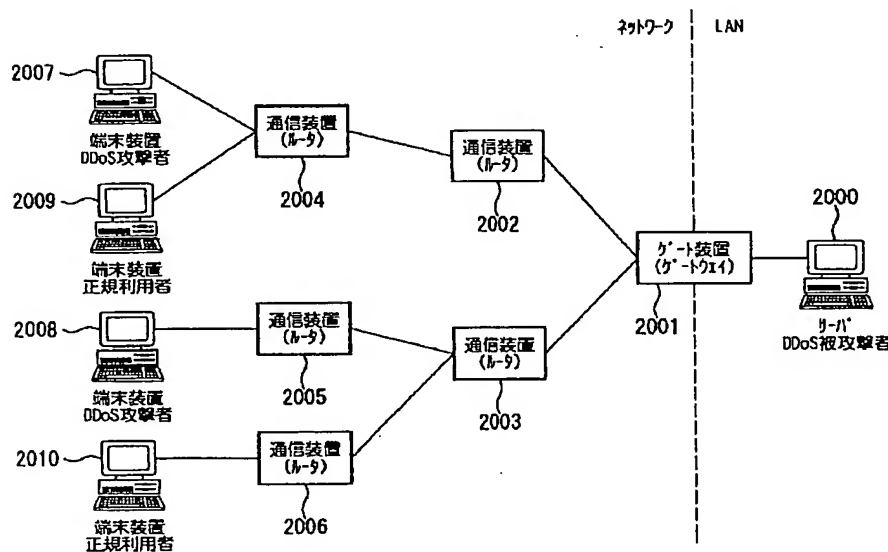 ネットワーク LAN
2007
端末装置
DDoS攻撃者
通信装置
(ルータ)
2004
通信装置
(ルータ)
2002
2009
端末装置
正規利用者
2000
サーバ
DDoS被攻撃者
ゲート装置
(ゲートウェイ)
2001
2008
端末装置
DDoS攻撃者
通信装置
(ルータ)
2005
通信装置
(ルータ)
2003
2010
端末装置
正規利用者
通信装置
(ルータ)
2006